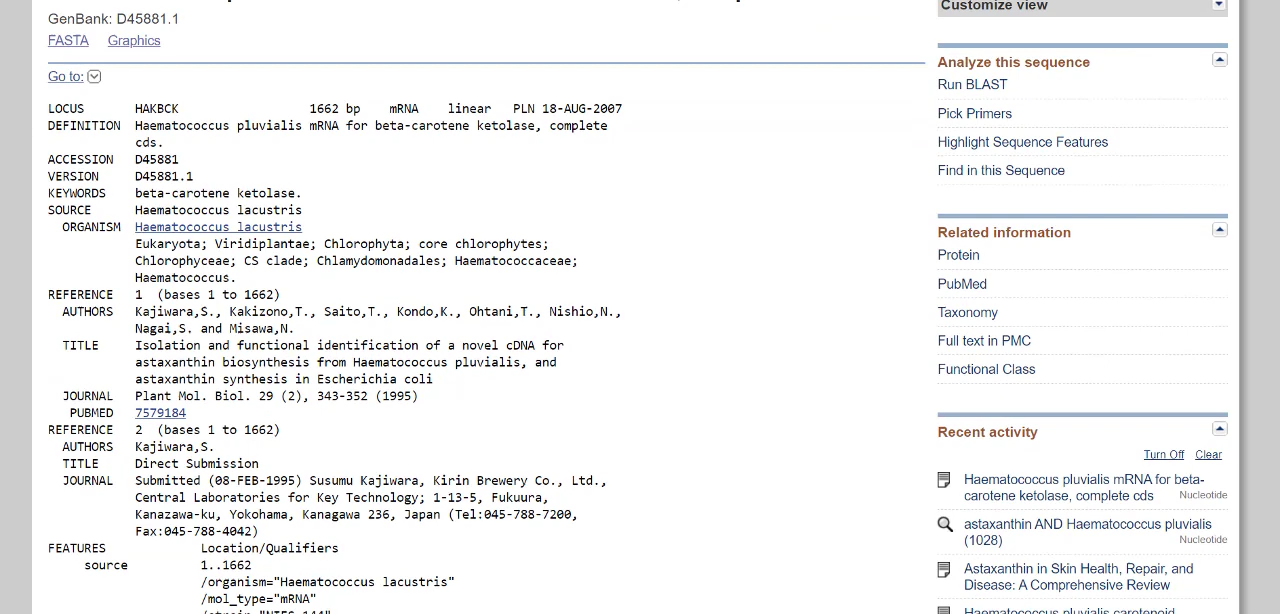 GenBank: D45881.1
FASTA Graphics
Go to:
LOCUS HAKBCK 1662 bp mRNA linear PLN 18-AUG-2007
DEFINITION Haematococcus pluvialis mRNA for beta-carotene ketolase, complete
cds.
ACCESSION D45881
VERSION D45881.1
KEYWORDS beta-carotene ketolase.
SOURCE Haematococcus lacustris
ORGANISM Haematococcus lacustris
Eukaryota; Viridiplantae; Chlorophyta; core chlorophytes;
Chlorophyceae; CS clade; Chlamydomonadales; Haematococcaceae;
Haematococcus.
REFERENCE 1 (bases 1 to 1662)
AUTHORS Kajiwara,S., Kakizono,T., Saito,T., Kondo,K., Ohtani,T., Nishio,N.,
Nagai,S. and Misawa,N.
TITLE Isolation and functional identification of a novel cDNA for
astaxanthin biosynthesis from Haematococcus pluvialis, and
astaxanthin synthesis in Escherichia coli
JOURNAL Plant Mol. Biol. 29 (2), 343-352 (1995)
PUBMED 7579184
REFERENCE 2 (bases 1 to 1662)
AUTHORS Kajiwara,S.
TITLE Direct Submission
JOURNAL Submitted (08-FEB-1995) Susumu Kajiwara, Kirin Brewery Co., Ltd.,
Central Laboratories for Key Technology; 1-13-5, Fukuura,
Kanazawa-ku, Yokohama, Kanagawa 236, Japan (Tel:045-788-7200,
Fax:045-788-4042)
FEATURES Location/Qualifiers
source 1..1662
/organism="Haematococcus lacustris"
/mol_type="mRNA"
Customize view
Analyze this sequence
Run BLAST
Pick Primers
Highlight Sequence Features
Find in this Sequence
Related information
Protein
PubMed
Taxonomy
Full text in PMC
Functional Class
Recent activity
Turn Off Clear
Haematococcus pluvialis mRNA for beta-
carotene ketolase, complete cds Nucleotide
astaxanthin AND Haematococcus pluvialis
(1028) Nucleotide
Astaxanthin in Skin Health, Repair, and
Disease: A Comprehensive Review
Haematococcus pluvialis carotenoid